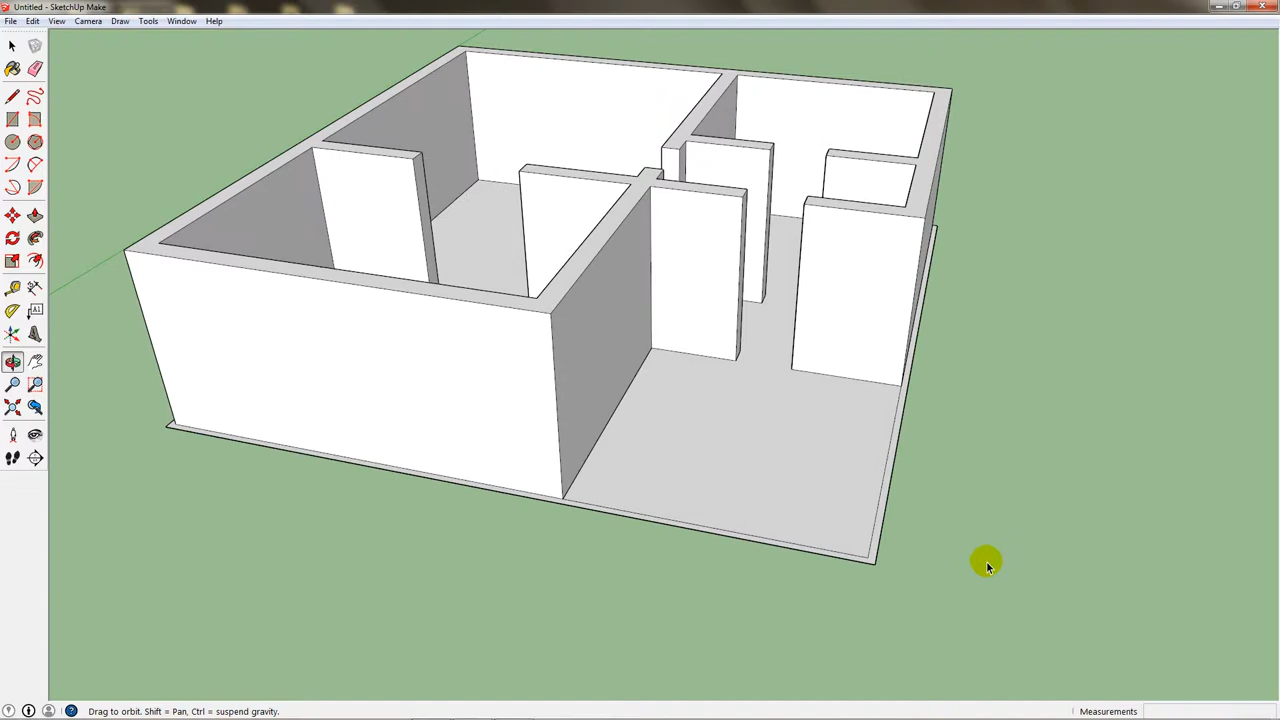 Untitled - SketchUp Make
File Edit View Camera Draw Tools Window Help
A1
Drag to orbit. Shift = Pan, Ctrl = suspend gravity.
Measurements